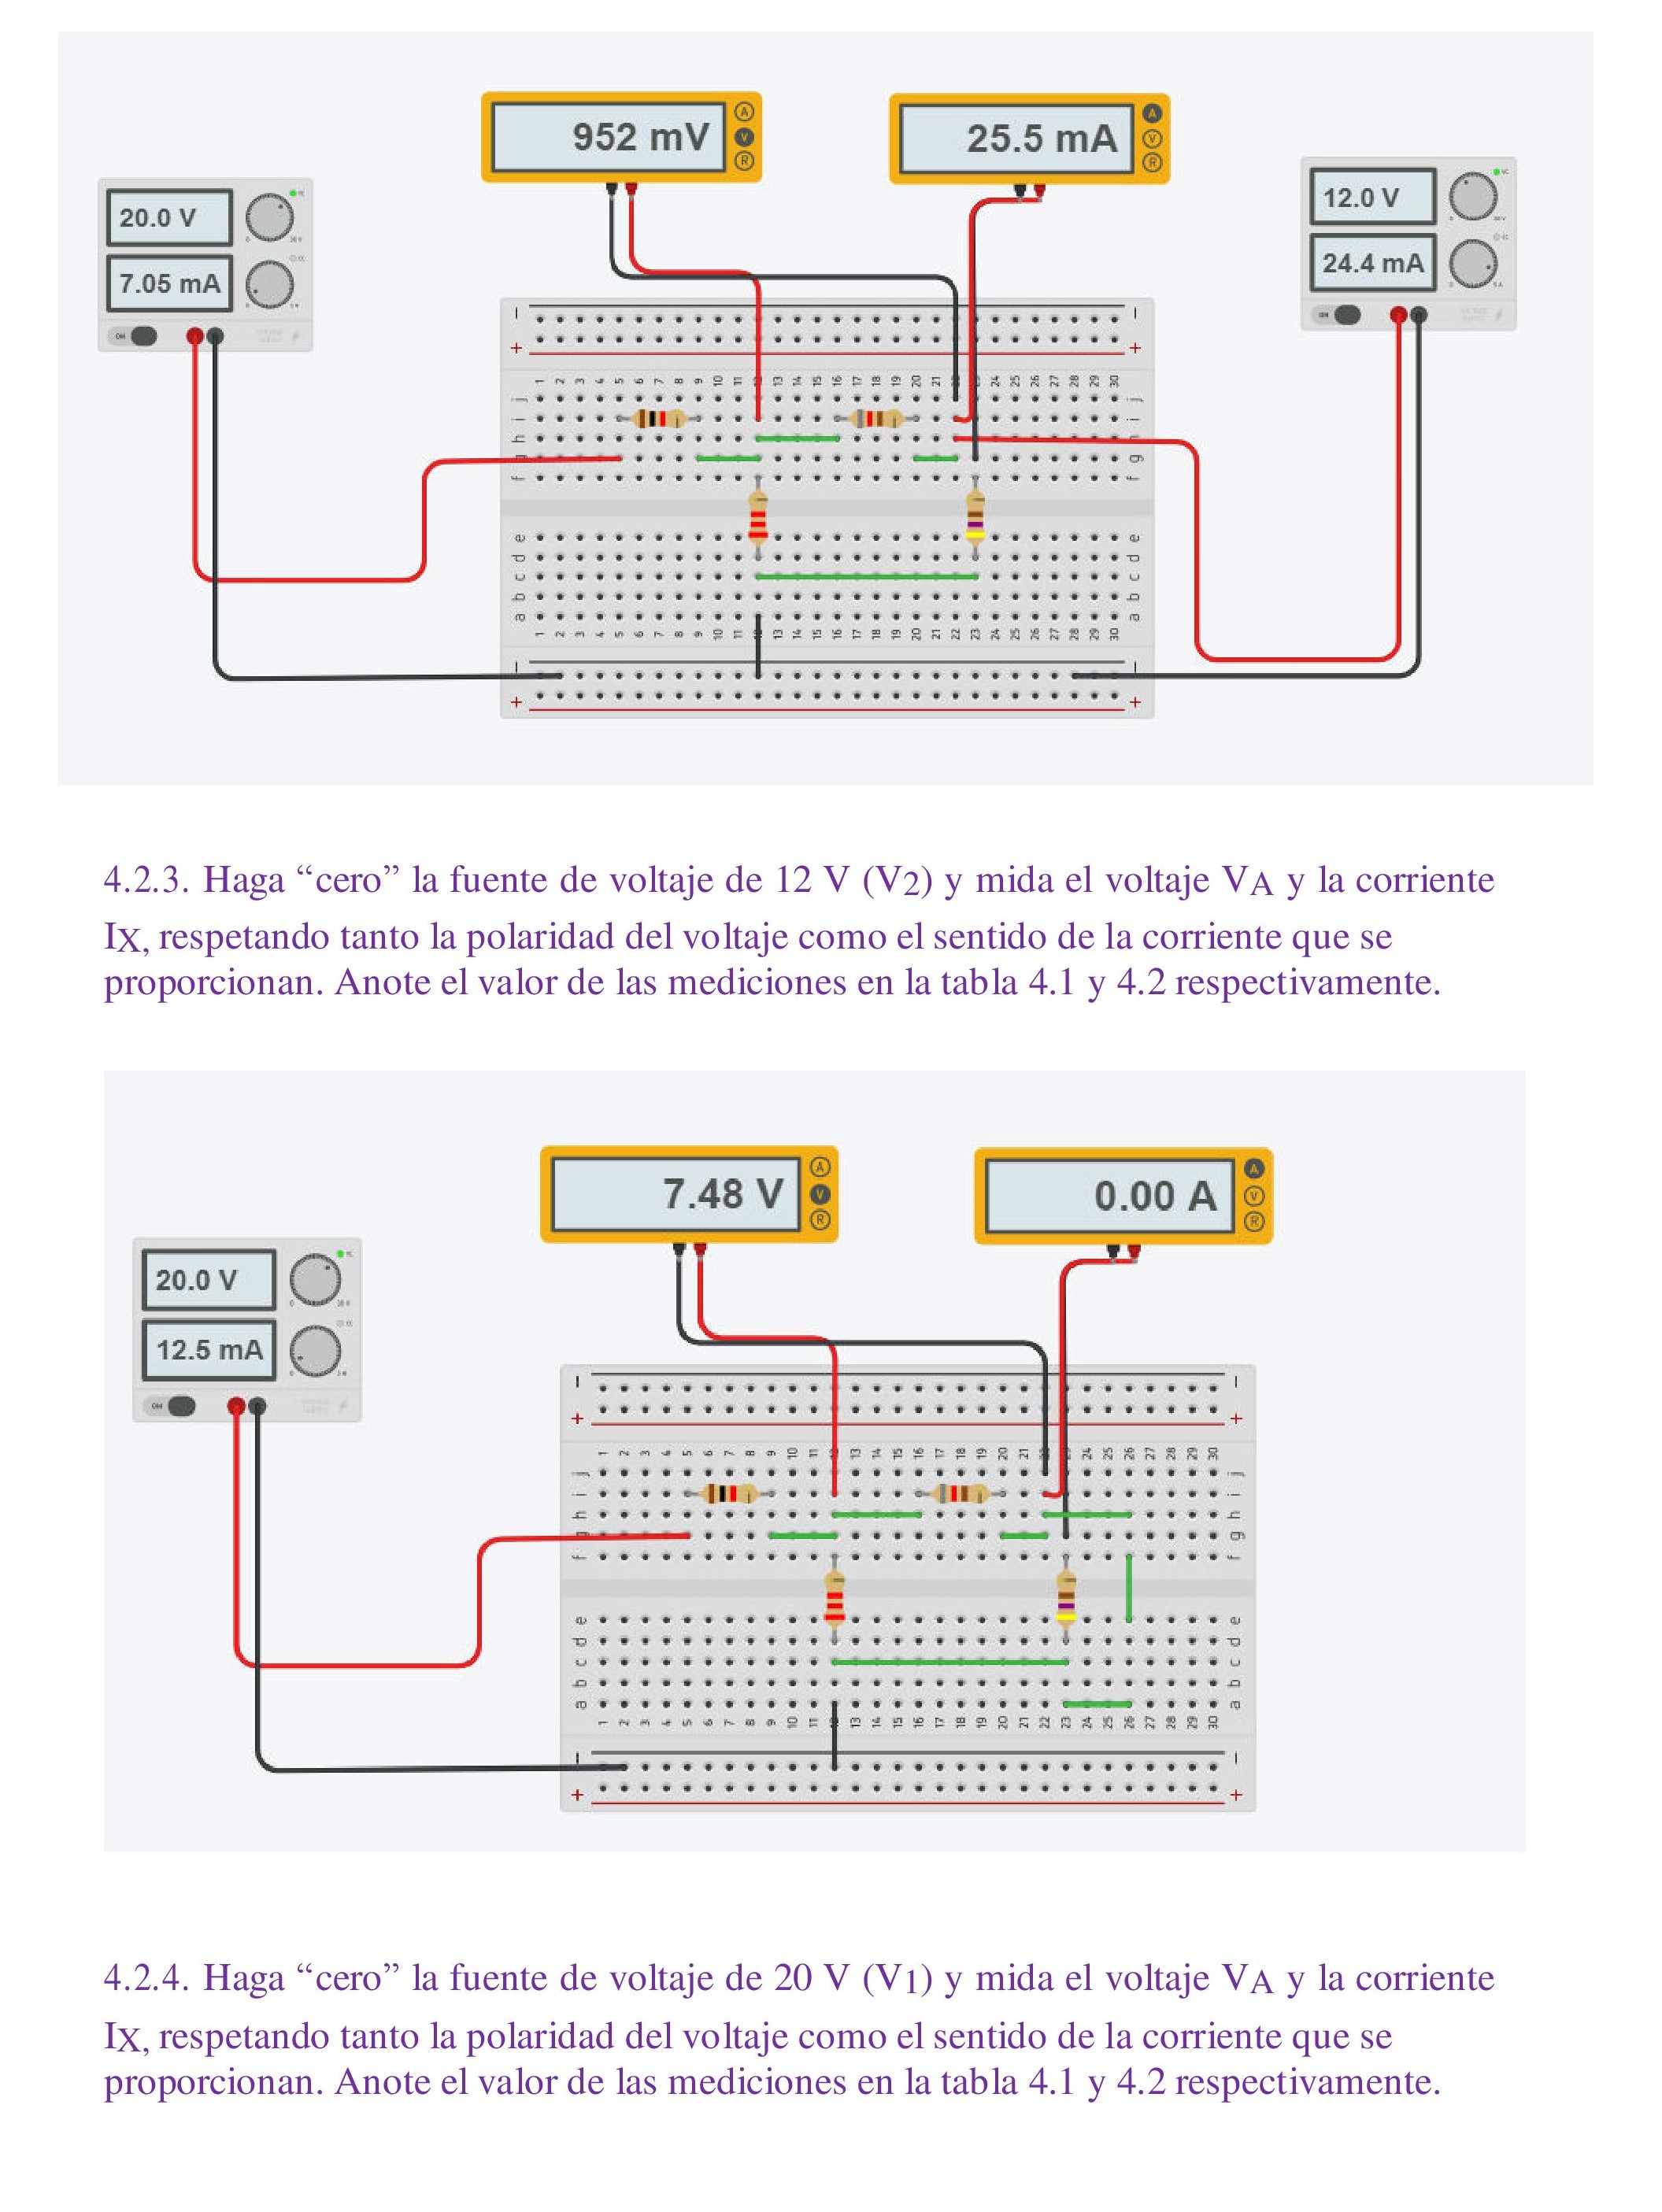 952 mV
25.5 mA
20.0 V
7.05 mA
12.0 V
24.4 mA
4.2.3. Haga “cero” la fuente de voltaje de 12 V (V2) y mida el voltaje VA y la corriente
IX, respetando tanto la polaridad del voltaje como el sentido de la corriente que se
proporcionan. Anote el valor de las mediciones en la tabla 4.1 y 4.2 respectivamente.
7.48 V
0.00 A
20.0 V
12.5 mA
4.2.4. Haga “cero” la fuente de voltaje de 20 V (V1) y mida el voltaje VA y la corriente
IX, respetando tanto la polaridad del voltaje como el sentido de la corriente que se
proporcionan. Anote el valor de las mediciones en la tabla 4.1 y 4.2 respectivamente.